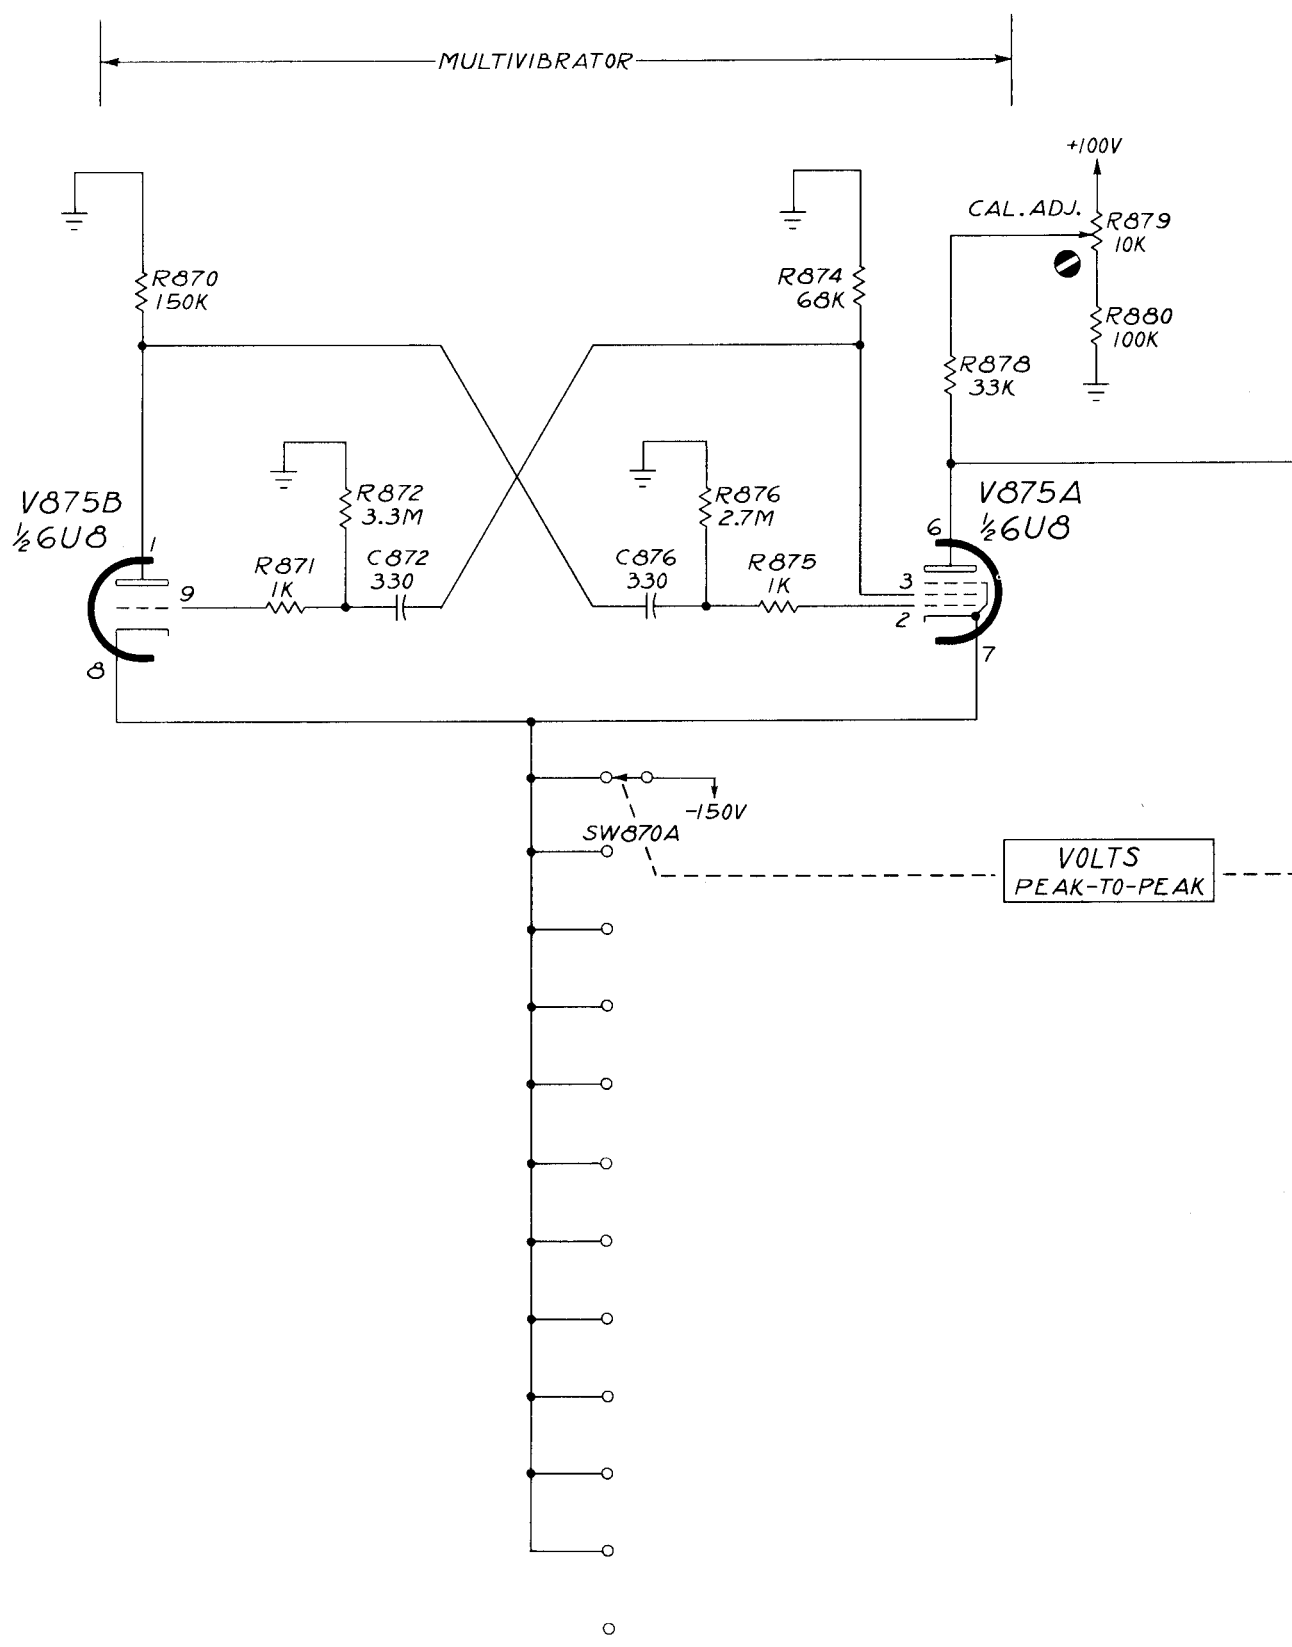 MULTIVIBRATOR
+100V
CAL. ADJ.
R879
10K
R870
150K
R874
68K
R880
100K
R878
33K
V875B
½6U8
R872
3.3M
R876
2.7M
V875A
½6U8
1
6
R871
1K
C872
330
C876
330
R875
1K
9
3
2
8
7
-150V
SW870A
VOLTS
PEAK-TO-PEAK